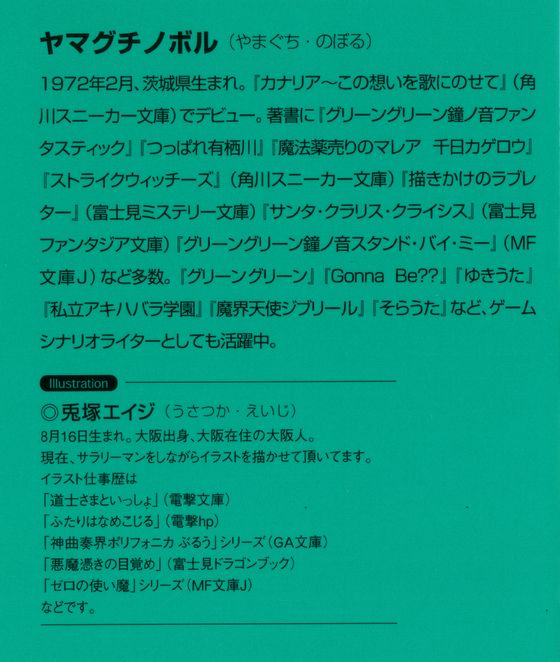 ヤマグチノボル（やまぐち・のぼる）
1972年2月、茨城県生まれ。『カナリア〜この想いを歌にのせて』（角
川スニーカー文庫）でデビュー。著書に『グリーングリーン鐘ノ音ファン
タスティック』『つっぱれ有栖川』『魔法薬売りのマレア　千日カゲロウ』
『ストライクウィッチーズ』（角川スニーカー文庫）『描きかけのラブレ
ター』（富士見ミステリー文庫）『サンタ・クラリス・クライシス』（富士見
ファンタジア文庫）『グリーングリーン鐘ノ音スタンド・バイ・ミー』（MF
文庫J）など多数。『グリーングリーン』『Gonna Be??』『ゆきうた』
『私立アキハバラ学園』『魔界天使ジブリール』『そらうた』など、ゲーム
シナリオライターとしても活躍中。
Illustration
◎兎塚エイジ（うさつか・えいじ）
8月16日生まれ。大阪出身、大阪在住の大阪人。
現在、サラリーマンをしながらイラストを描かせて頂いてます。
イラスト仕事歴は
「道士さまといっしょ」（電撃文庫）
「ふたりはなめこじる」（電撃hp）
「神曲奏界ポリフォニカ ぶるう」シリーズ（GA文庫）
「悪魔憑きの目覚め」（富士見ドラゴンブック）
「ゼロの使い魔」シリーズ（MF文庫J）
などです。